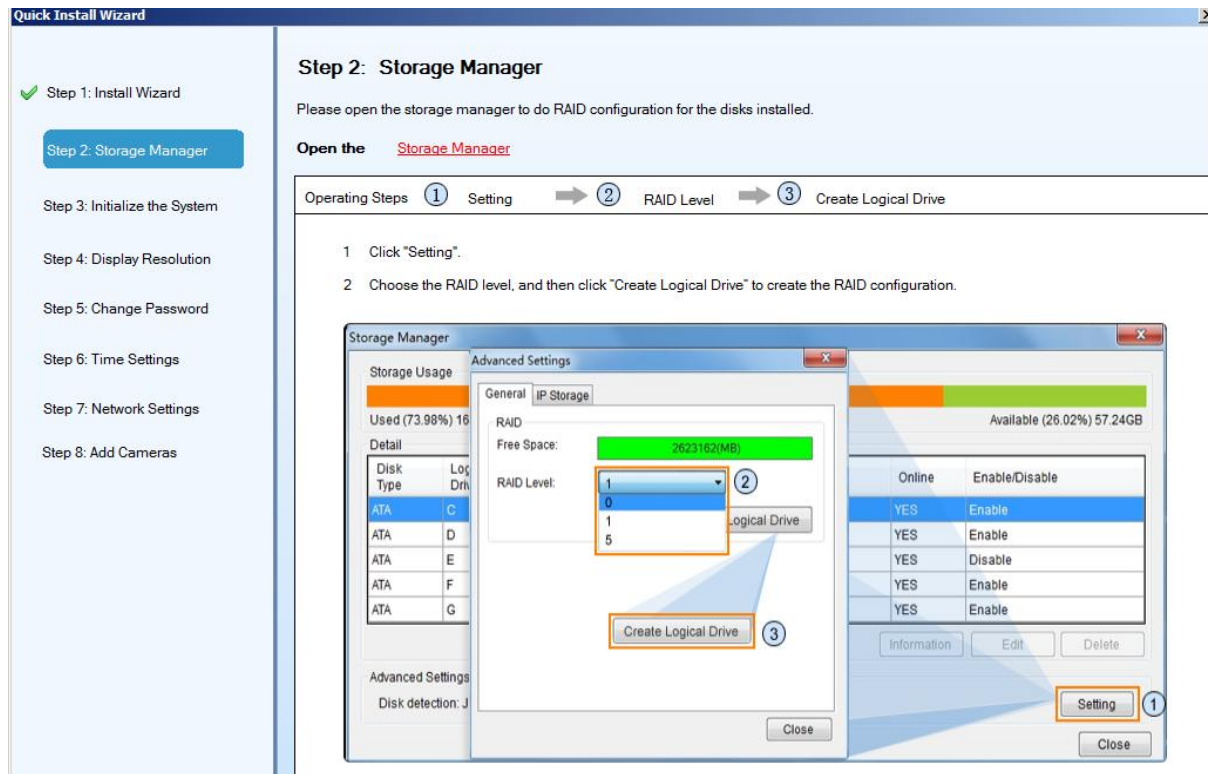 Quick Install Wizard
Step 1: Install Wizard
Step 2: Storage Manager
Step 3: Initialize the System
Step 4: Display Resolution
Step 5: Change Password
Step 6: Time Settings
Step 7: Network Settings
Step 8: Add Cameras
Step 2: Storage Manager
Please open the storage manager to do RAID configuration for the disks installed.
Open the Storage Manager
Operating Steps 1 Setting 2 RAID Level 3 Create Logical Drive
1 Click "Setting".
2 Choose the RAID level, and then click "Create Logical Drive" to create the RAID configuration.
Storage Manager
Storage Usage
Used (73.98%) 16
Available (26.02%) 57.24GB
Detail
Disk Type
Online Enable/Disable
ATA C YES Enable
ATA D YES Enable
ATA E YES Disable
ATA F YES Enable
ATA G YES Enable
Information Edit Delete
Advanced Settings
Disk detection: J
Setting 1
Close
Advanced Settings
General IP Storage
RAID
Free Space: 2623162(MB)
RAID Level: 1 2
0
1
5
Logical Drive
Create Logical Drive 3
Close